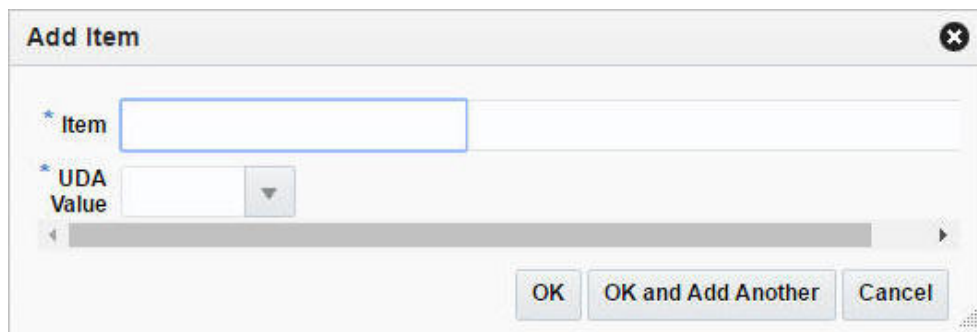 Add Item
* Item
* UDA
Value
OK OK and Add Another Cancel